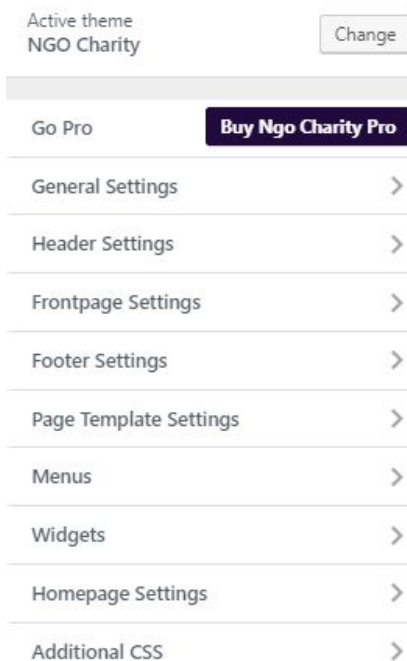 Active theme
NGO Charity
Change
Go Pro
Buy Ngo Charity Pro
General Settings
Header Settings
Frontpage Settings
Footer Settings
Page Template Settings
Menus
Widgets
Homepage Settings
Additional CSS